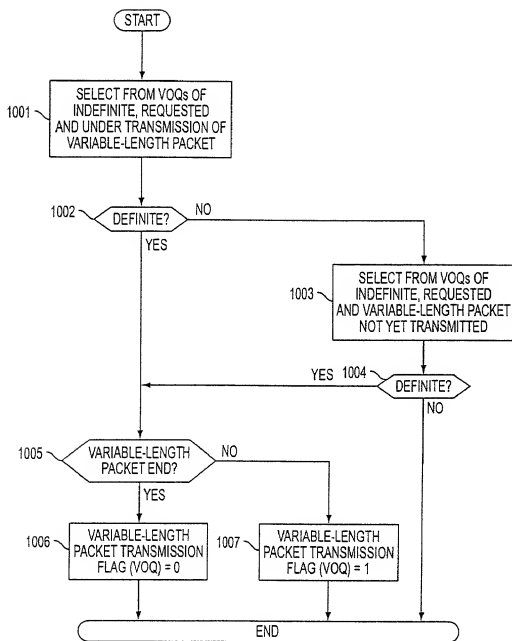 START
1001
SELECT FROM VOQs OF
INDEFINITE, REQUESTED
AND UNDER TRANSMISSION OF
VARIABLE-LENGTH PACKET
1002
DEFINITE?
NO
YES
1003
SELECT FROM VOQs OF
INDEFINITE, REQUESTED
AND VARIABLE-LENGTH PACKET
NOT YET TRANSMITTED
1004
DEFINITE?
YES
NO
1005
VARIABLE-LENGTH
PACKET END?
NO
YES
1006
VARIABLE-LENGTH
PACKET TRANSMISSION
FLAG (VOQ) = 0
1007
VARIABLE-LENGTH
PACKET TRANSMISSION
FLAG (VOQ) = 1
END